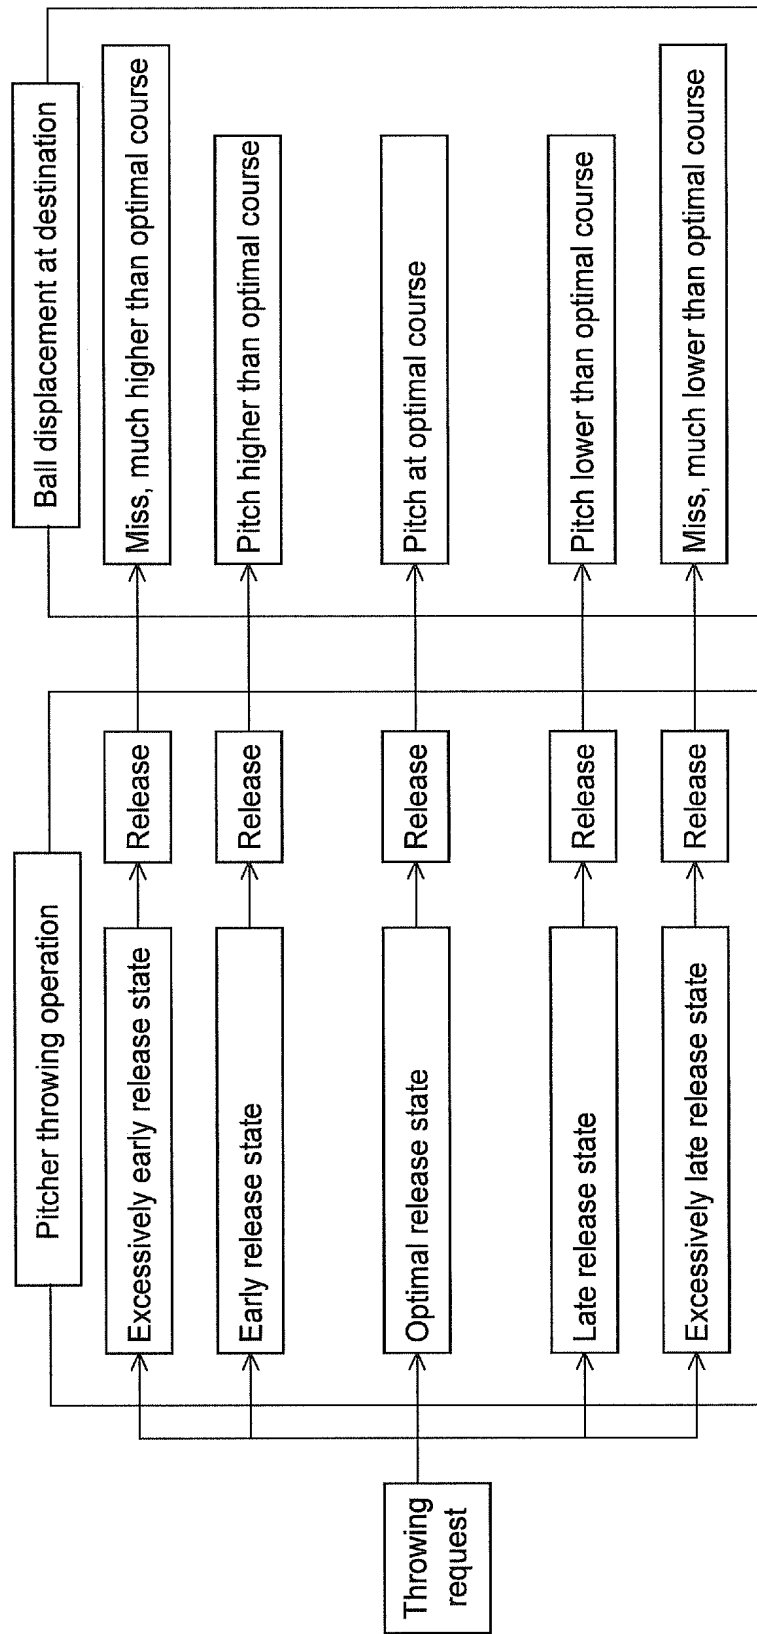 Pitcher throwing operation
Ball displacement at destination
Throwing
request
Excessively early release state
Release
Miss, much higher than optimal course
Early release state
Release
Pitch higher than optimal course
Optimal release state
Release
Pitch at optimal course
Late release state
Release
Pitch lower than optimal course
Excessively late release state
Release
Miss, much lower than optimal course